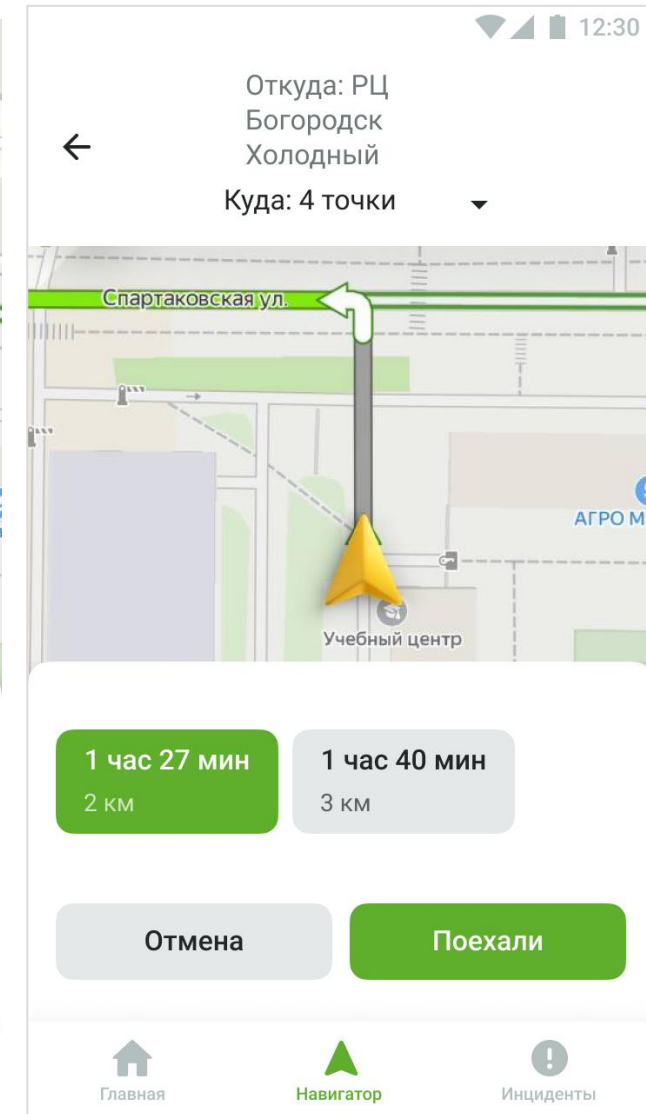 12:30
Откуда: РЦ
Богородск
Холодный
Куда: 4 точки
Спартаковская ул.
АГРО М
Учебный центр
1 час 27 мин
2 км
1 час 40 мин
3 км
Отмена
Поехали
Главная
Навигатор
Инциденты